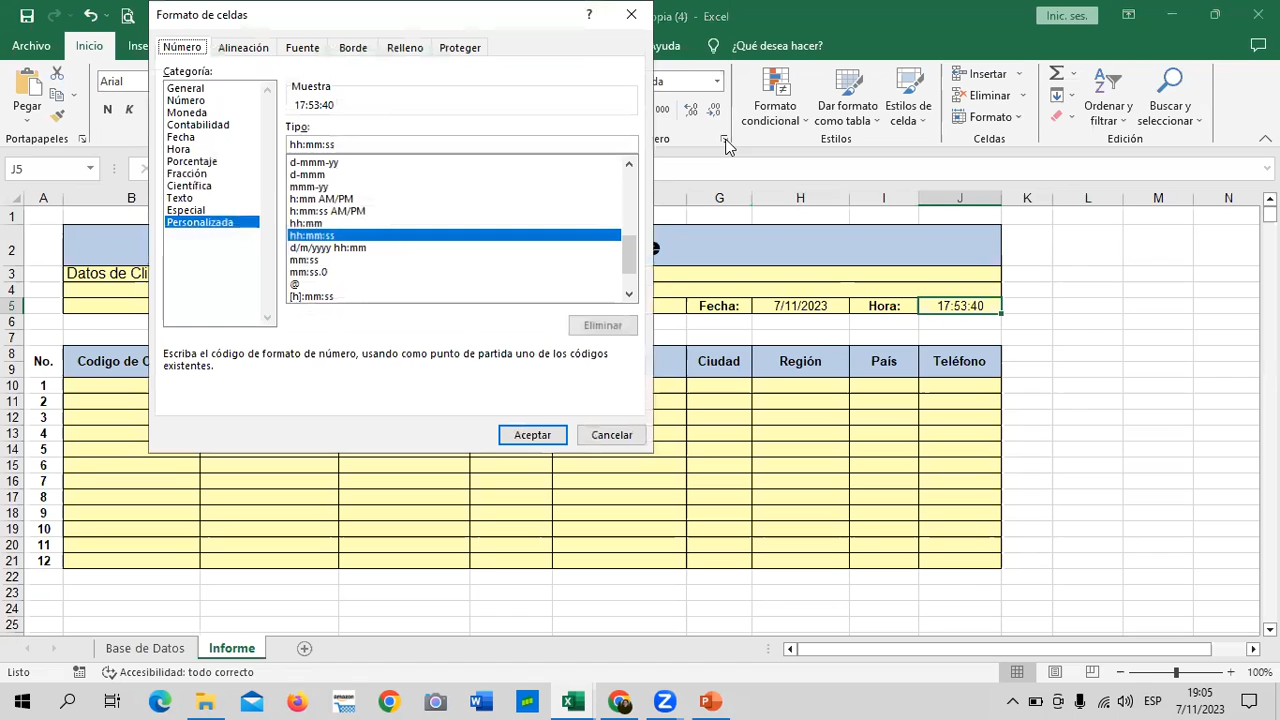 Formato de celdas
?
opia (4) - Excel
Inic. ses.
Archivo
Inicio
Inse
yuda
¿Qué desea hacer?
Número
Alineación
Fuente
Borde
Relleno
Proteger
Categoría:
General
Número
Moneda
Contabilidad
Fecha
Hora
Porcentaje
Fracción
Científica
Texto
Especial
Personalizada
Muestra
17:53:40
Tipo:
hh:mm:ss
d-mmm-yy
d-mmm
mmm-yy
h:mm AM/PM
h:mm:ss AM/PM
hh:mm
hh:mm:ss
d/m/yyyy hh:mm
mm:ss
mm:ss.0
@
[h]:mm:ss
Eliminar
Escriba el código de formato de número, usando como punto de partida uno de los códigos
existentes.
Aceptar
Cancelar
Pegar
Portapapeles
Arial
N
K
da
000
ero
Formato
condicional
Dar formato
como tabla
Estilos de
celda
Estilos
Insertar
Eliminar
Formato
Celdas
Ordenar y
filtrar
Buscar y
seleccionar
Edición
J5
A B G H I J K L M N
1
2 e
3 Datos de Cli
4
5 Fecha: 7/11/2023 Hora: 17:53:40
6
7
8
9
No. Codigo de C Ciudad Región País Teléfono
10 1
11 2
12 3
13 4
14 5
15 6
16 7
17 8
18 9
19 10
20 11
21 12
22
23
24
25
Base de Datos
Informe
Listo
Accesibilidad: todo correcto
100%
ESP
19:05
7/11/2023